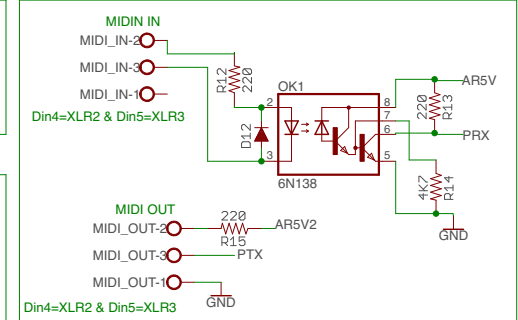 MIDIN IN
MIDI_IN-2
MIDI_IN-3
MIDI_IN-1
Din4=XLR2 & Din5=XLR3
R12
220
D12
OK1
2
3
8
7
6
5
6N138
AR5V
220
R13
PRX
4K7
R14
GND
MIDI OUT
MIDI_OUT-2
220
R15
AR5V2
MIDI_OUT-3
PTX
MIDI_OUT-1
GND
Din4=XLR2 & Din5=XLR3